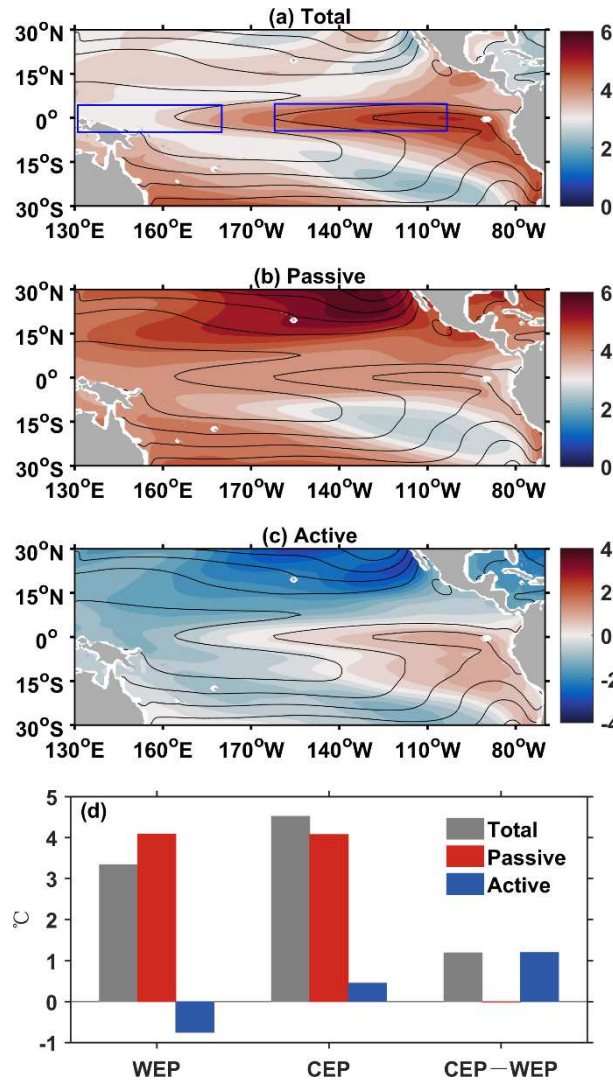 (a) Total
30°N
15°N
0°
15°S
30°S
130°E 160°E 170°W 140°W 110°W 80°W
6
4
2
0
(b) Passive
30°N
15°N
0°
15°S
30°S
130°E 160°E 170°W 140°W 110°W 80°W
6
4
2
0
(c) Active
30°N
15°N
0°
15°S
30°S
130°E 160°E 170°W 140°W 110°W 80°W
4
2
0
-2
-4
(d)
℃
5
4
3
2
1
0
-1
Total
Passive
Active
WEP CEP CEP—WEP